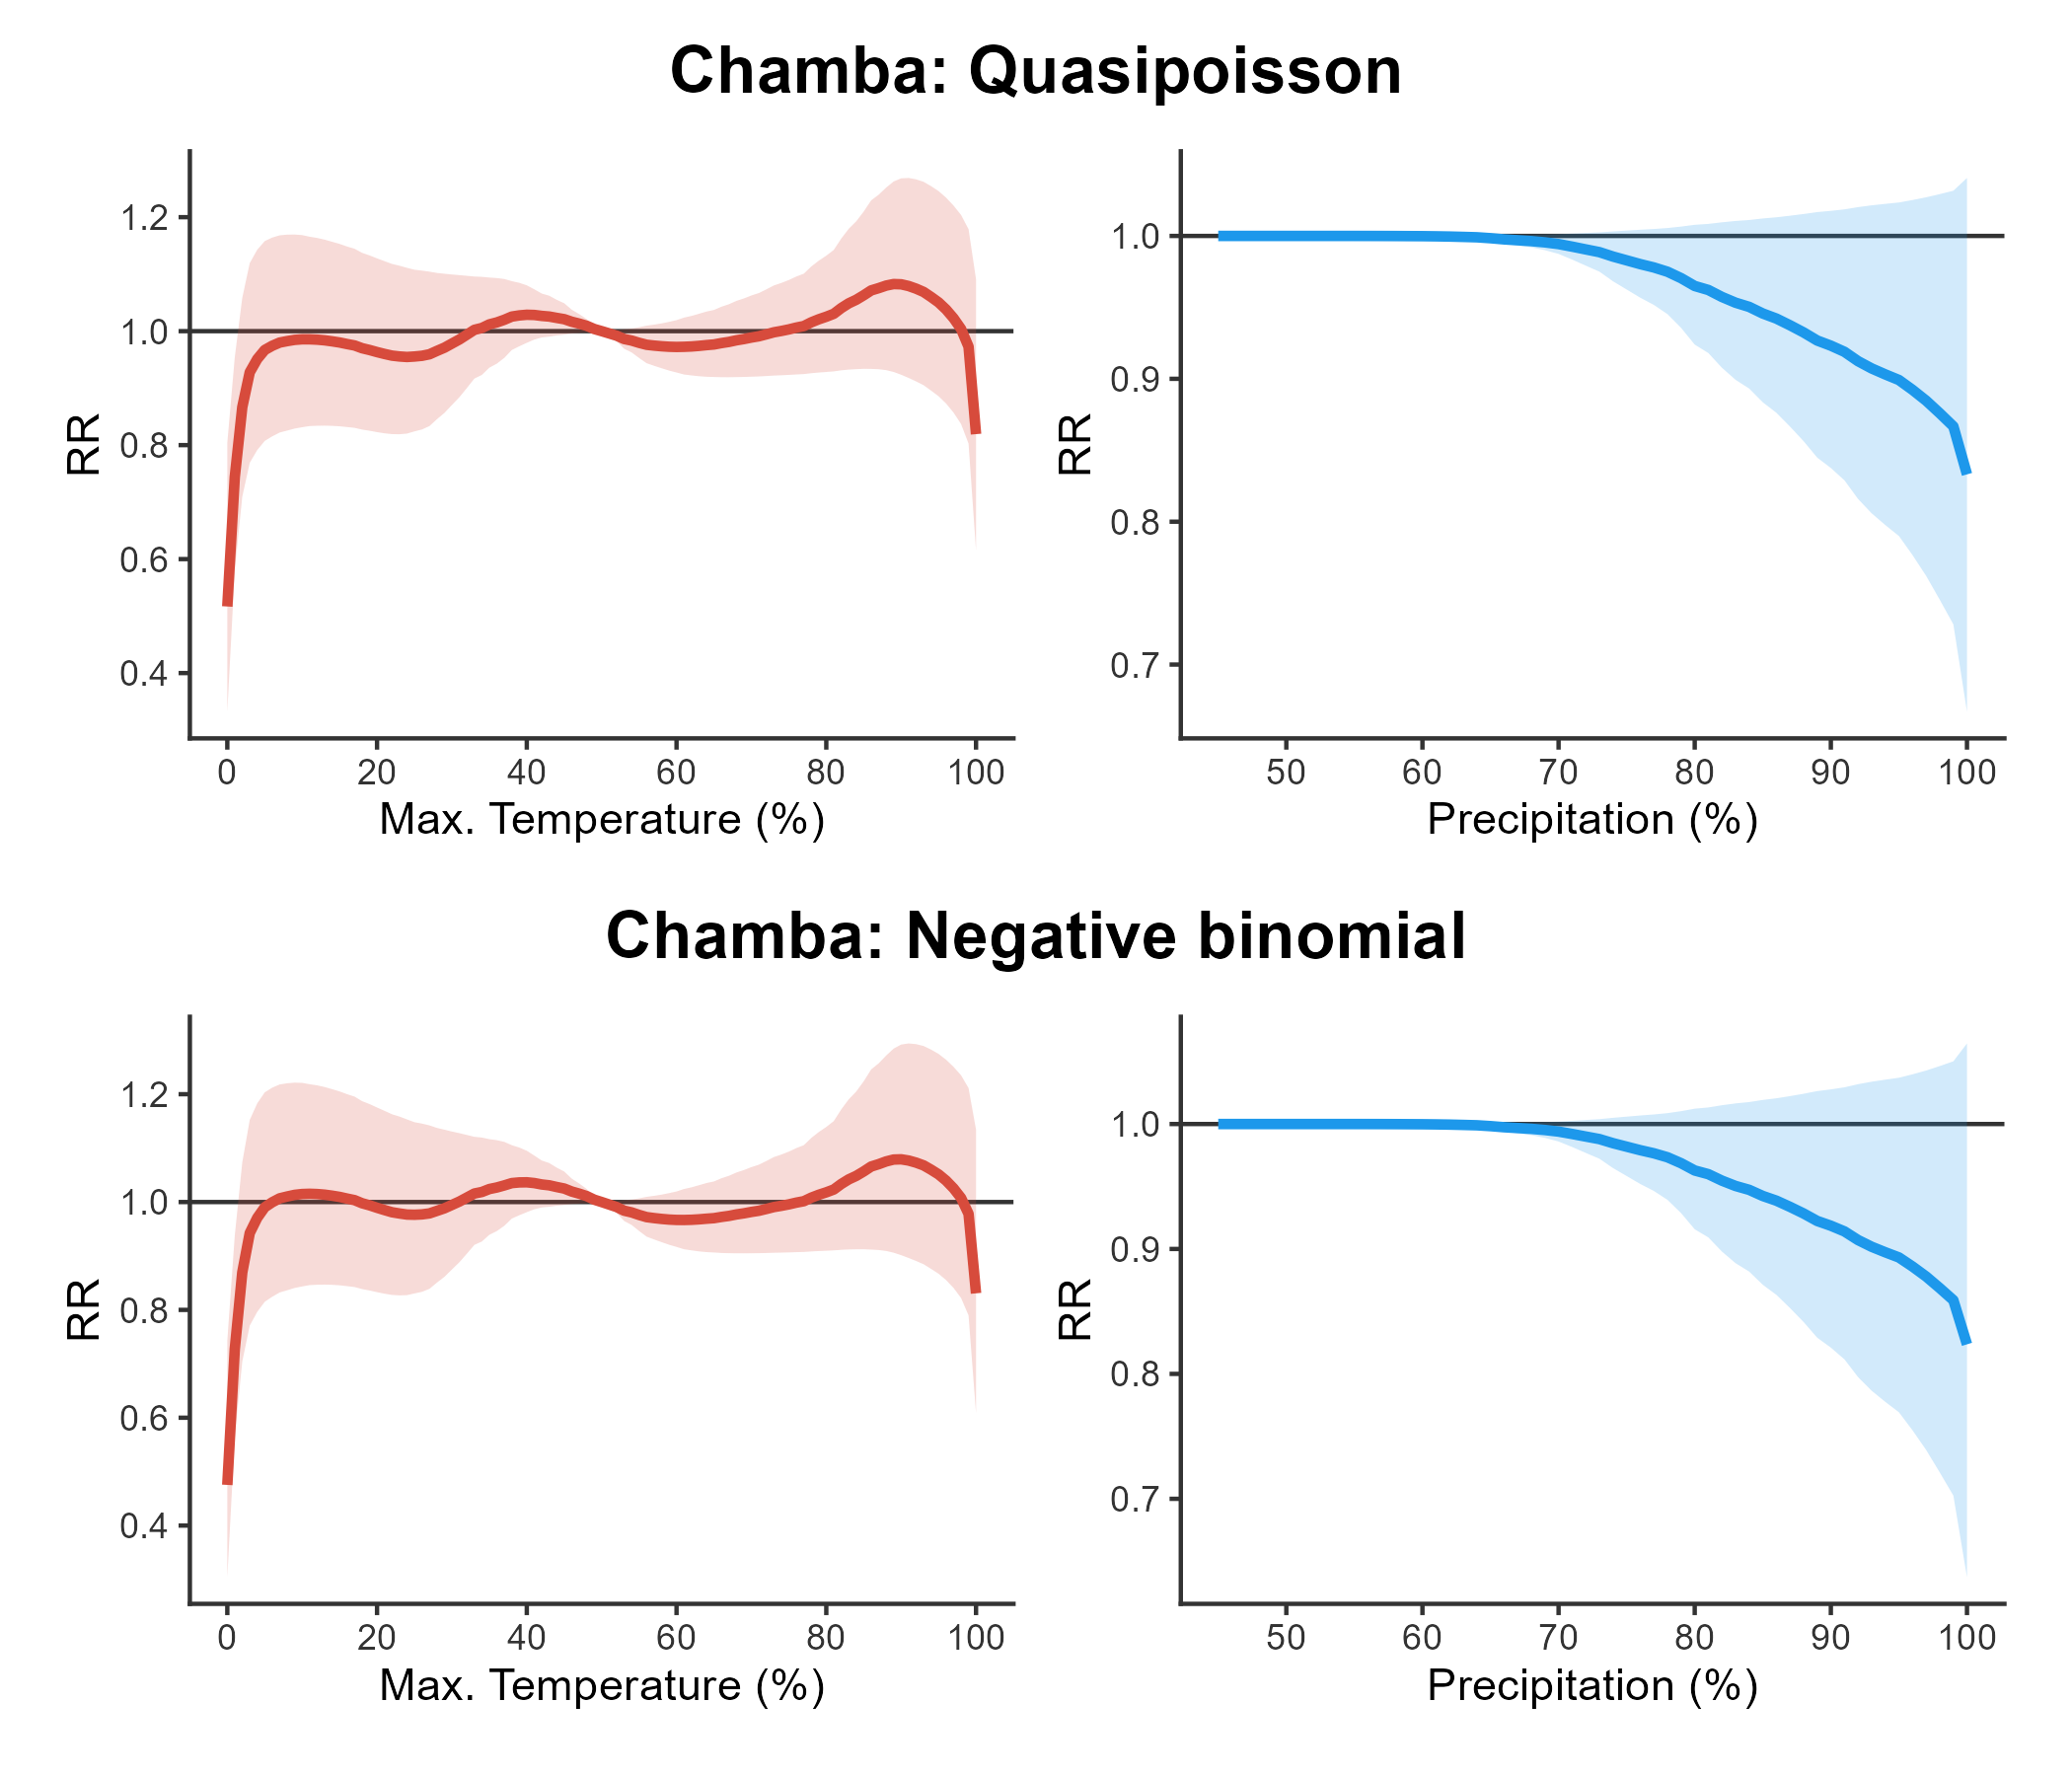 Chamba: Quasipoisson
1.2
1.0
0.8
0.6
0.4
RR
0 20 40 60 80 100
Max. Temperature (%)
1.0
0.9
0.8
0.7
RR
50 60 70 80 90 100
Precipitation (%)
Chamba: Negative binomial
1.2
1.0
0.8
0.6
0.4
RR
0 20 40 60 80 100
Max. Temperature (%)
1.0
0.9
0.8
0.7
RR
50 60 70 80 90 100
Precipitation (%)